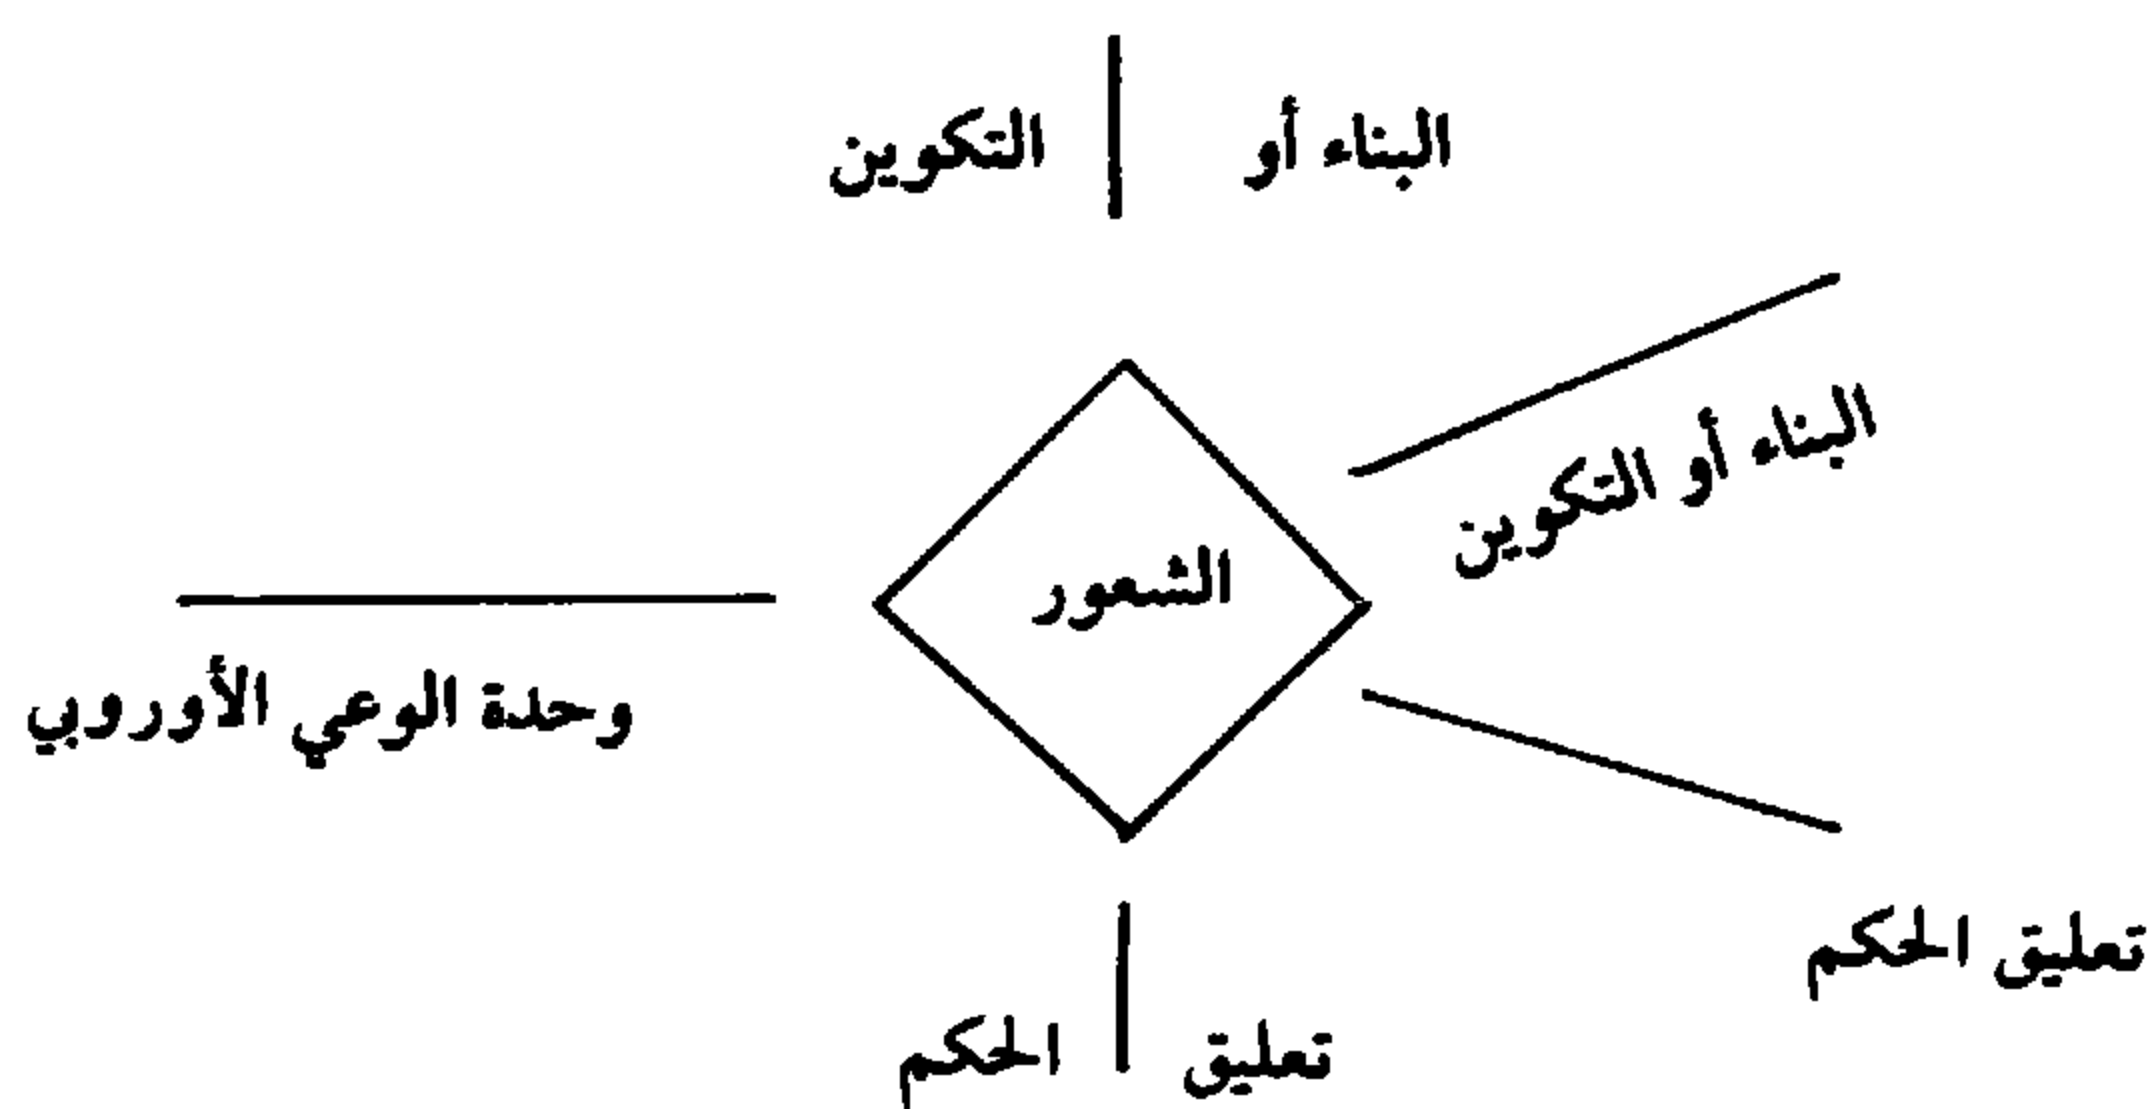 البناء أو التكوين
البناء أو التكوين
الشعور
وحدة الوعي الأوروبي
تعليق الحكم
تعليق الحكم